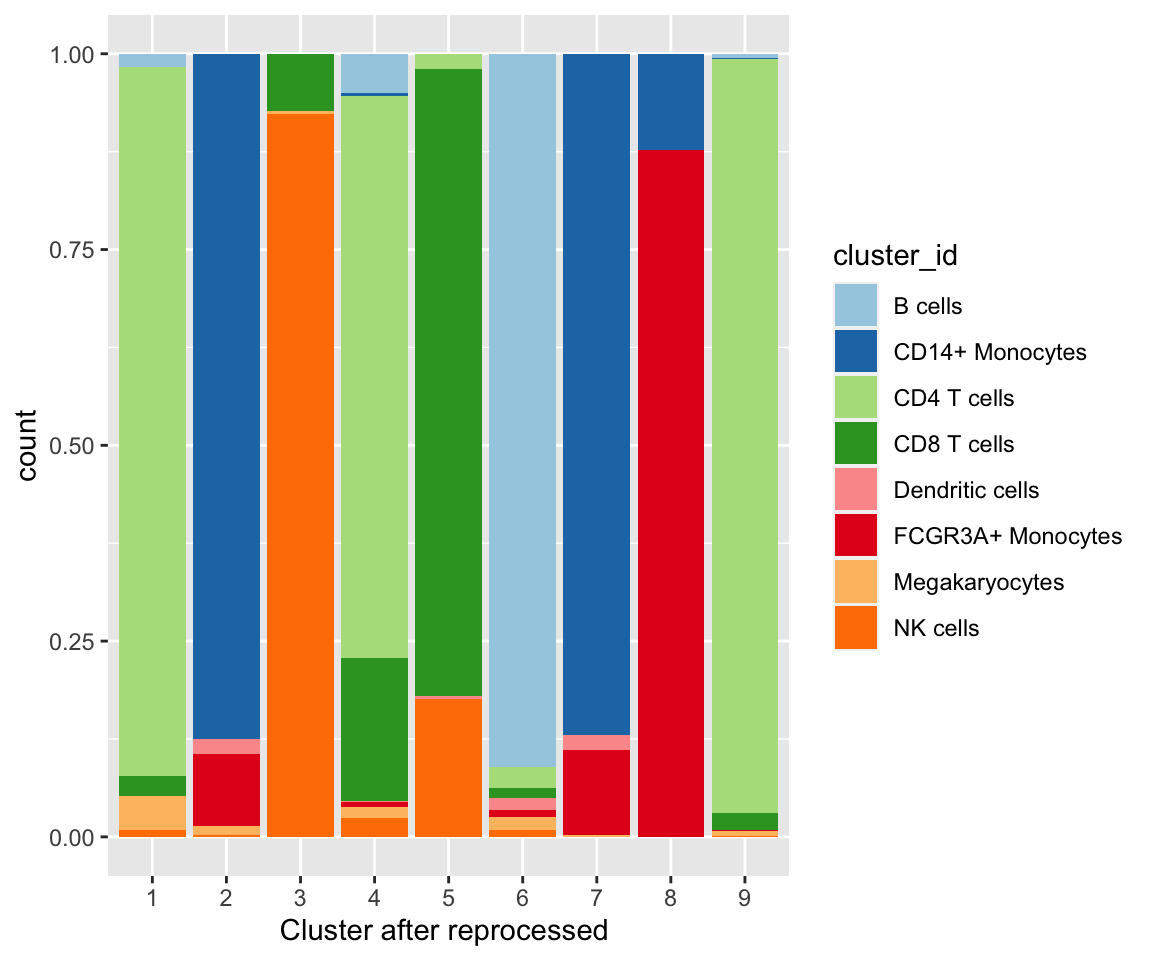 1.00
0.75
0.50
0.25
0.00
count
1 2 3 4 5 6 7 8 9
Cluster after reprocessed
cluster_id
B cells
CD14+ Monocytes
CD4 T cells
CD8 T cells
Dendritic cells
FCGR3A+ Monocytes
Megakaryocytes
NK cells